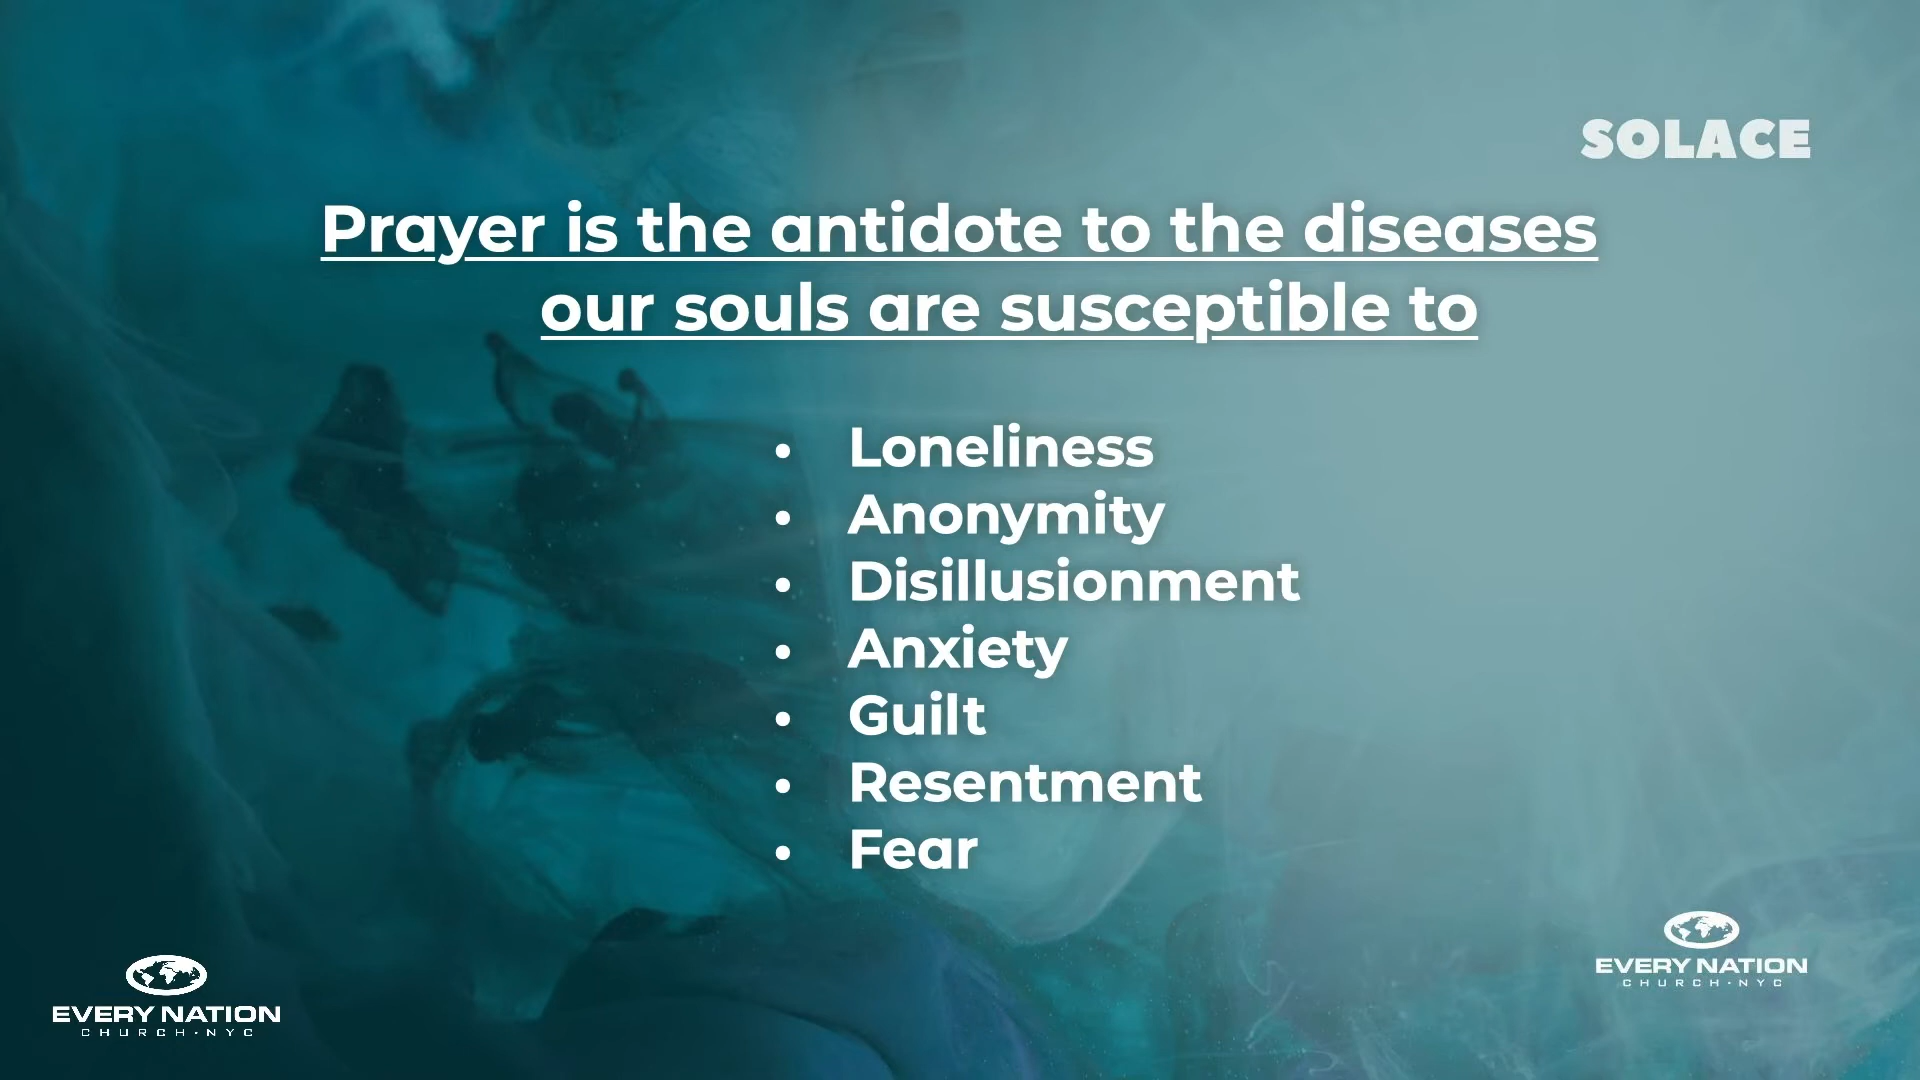 SOLACE
Prayer is the antidote to the diseases
our souls are susceptible to
• Loneliness
• Anonymity
• Disillusionment
• Anxiety
• Guilt
• Resentment
• Fear
EVERY NATION
CHURCH·NYC
EVERY NATION
CHURCH·NYC